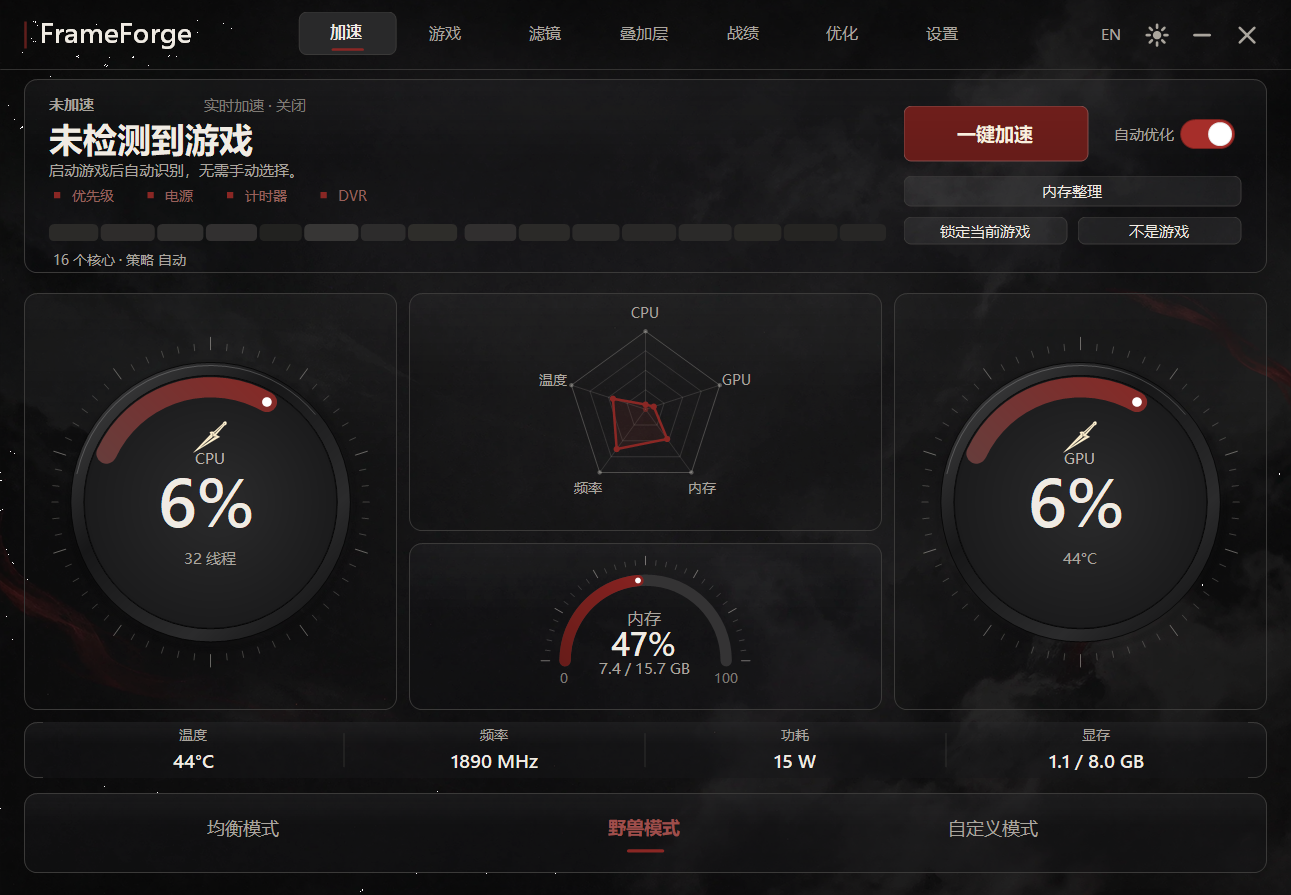 FrameForge
加速
游戏
滤镜
叠加层
战绩
优化
设置
EN
未加速
实时加速 · 关闭
未检测到游戏
启动游戏后自动识别，无需手动选择。
优先级
电源
计时器
DVR
16 个核心 · 策略 自动
一键加速
自动优化
内存整理
锁定当前游戏
不是游戏
CPU
6%
32 线程
CPU
GPU
内存
频率
温度
内存
47%
7.4 / 15.7 GB
0
100
GPU
6%
44°C
温度
44°C
频率
1890 MHz
功耗
15 W
显存
1.1 / 8.0 GB
均衡模式
野兽模式
自定义模式